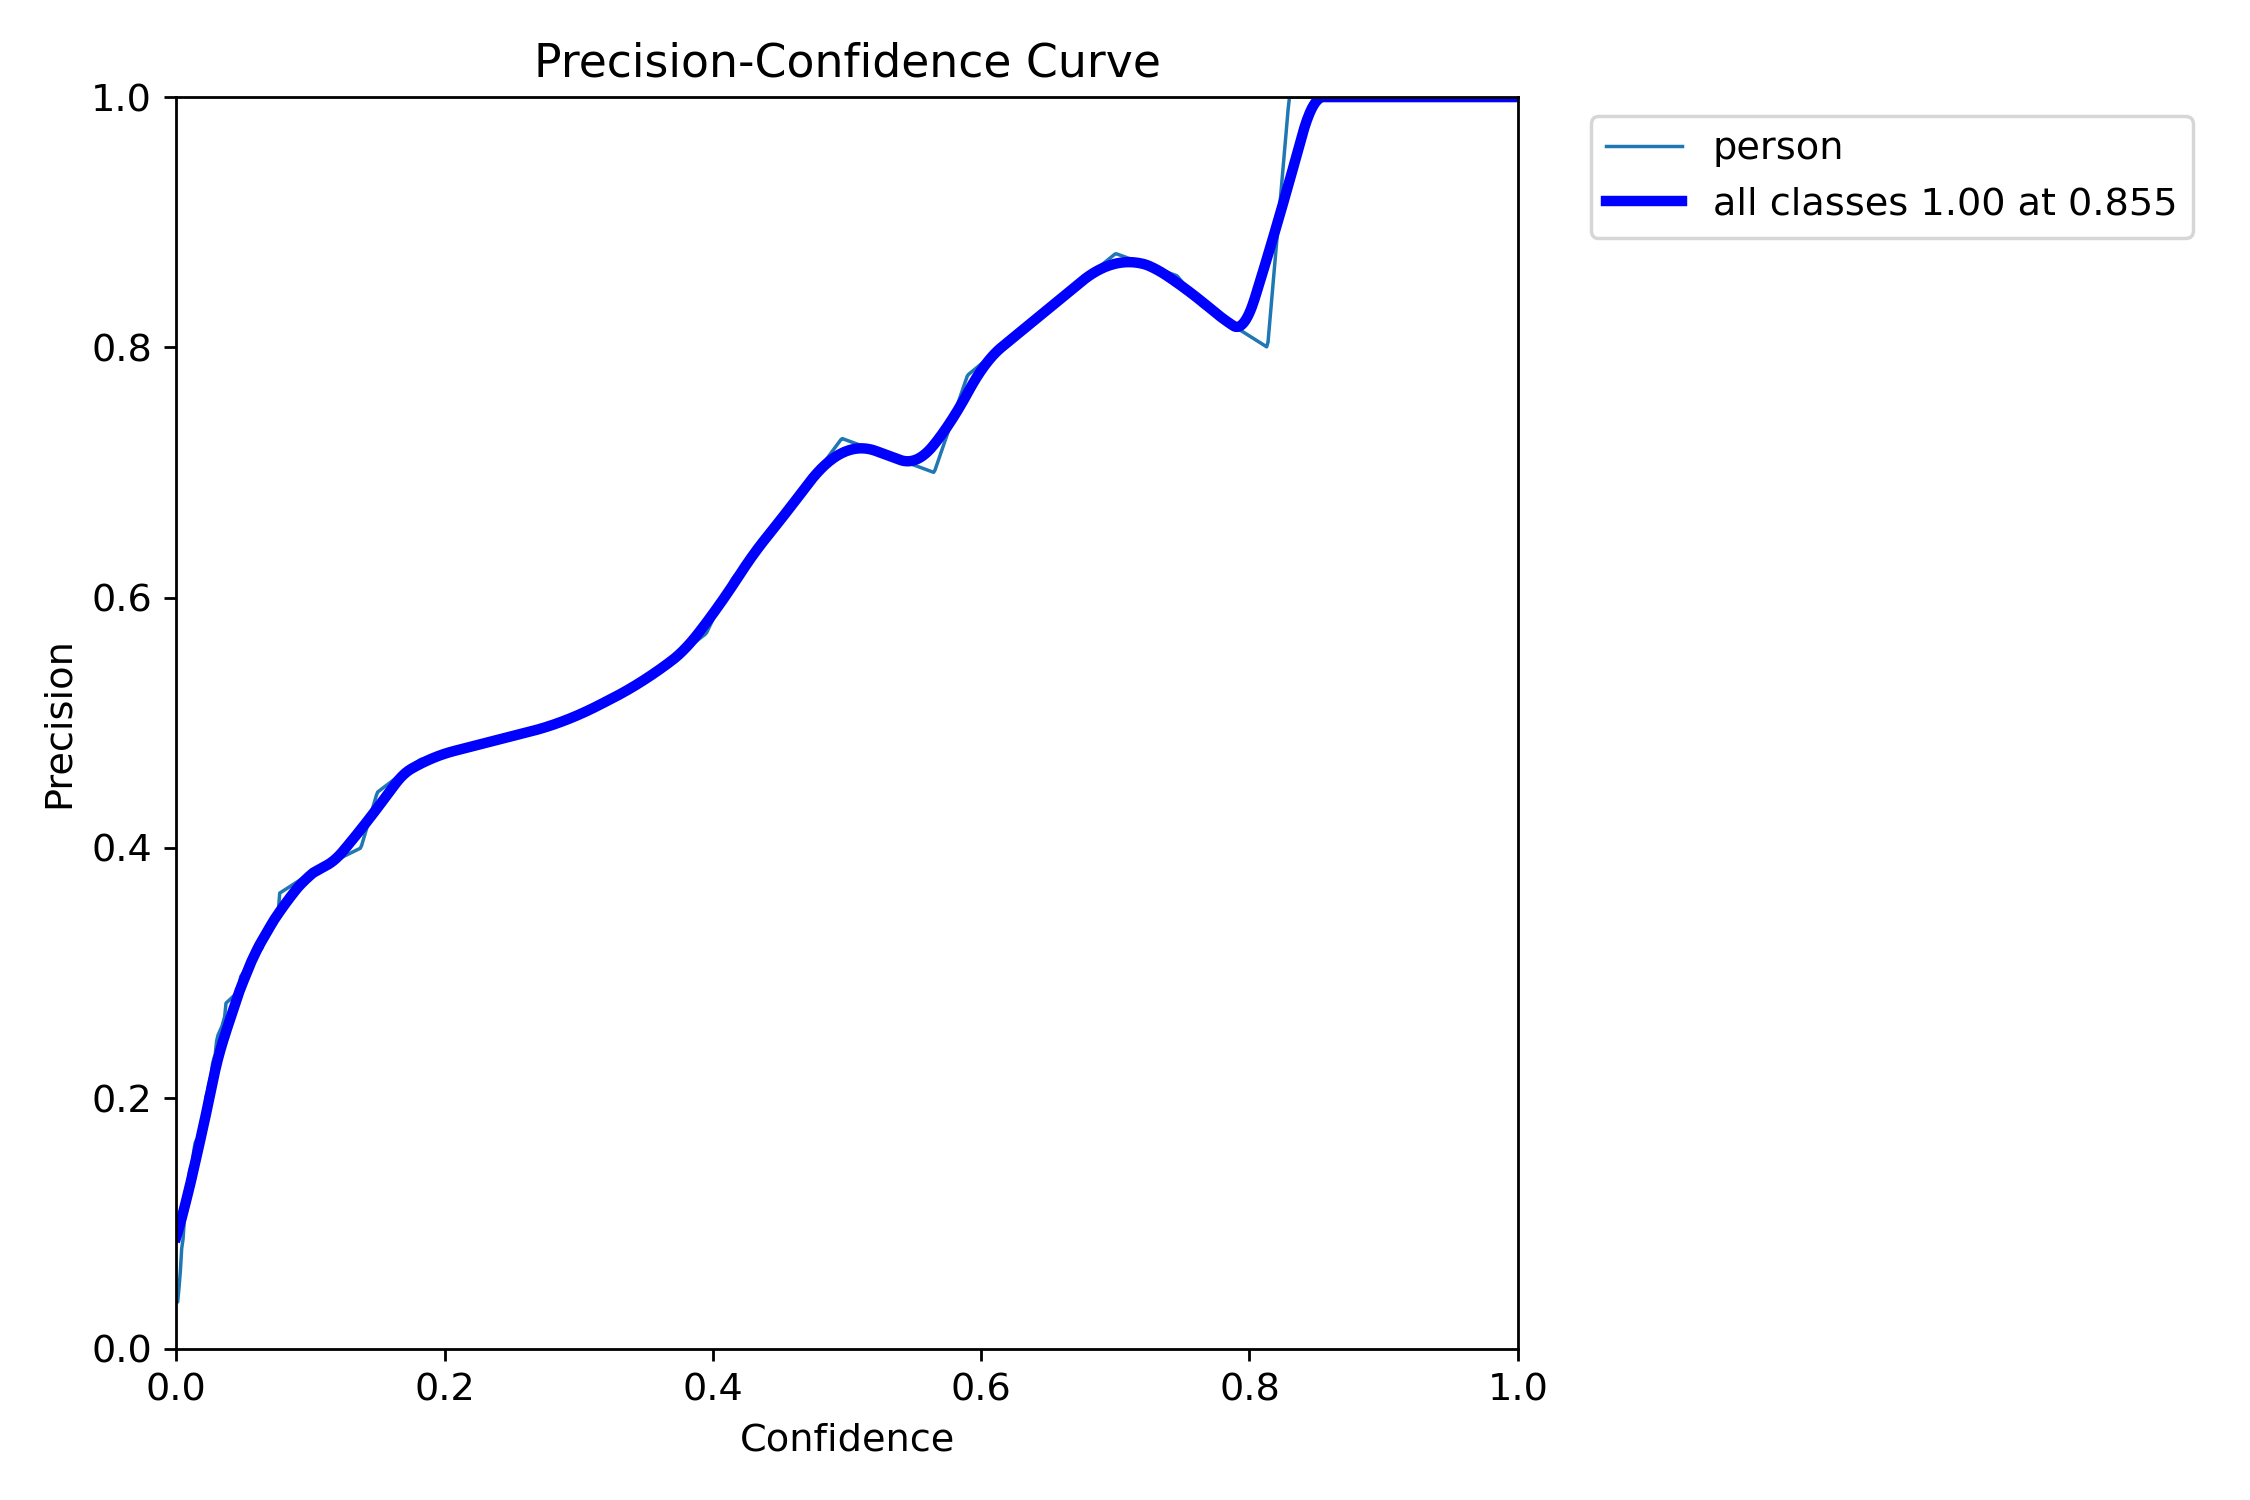 Precision-Confidence Curve
1.0
0.8
0.6
0.4
0.2
0.0
Precision
0.0 0.2 0.4 0.6 0.8 1.0
Confidence
person
all classes 1.00 at 0.855